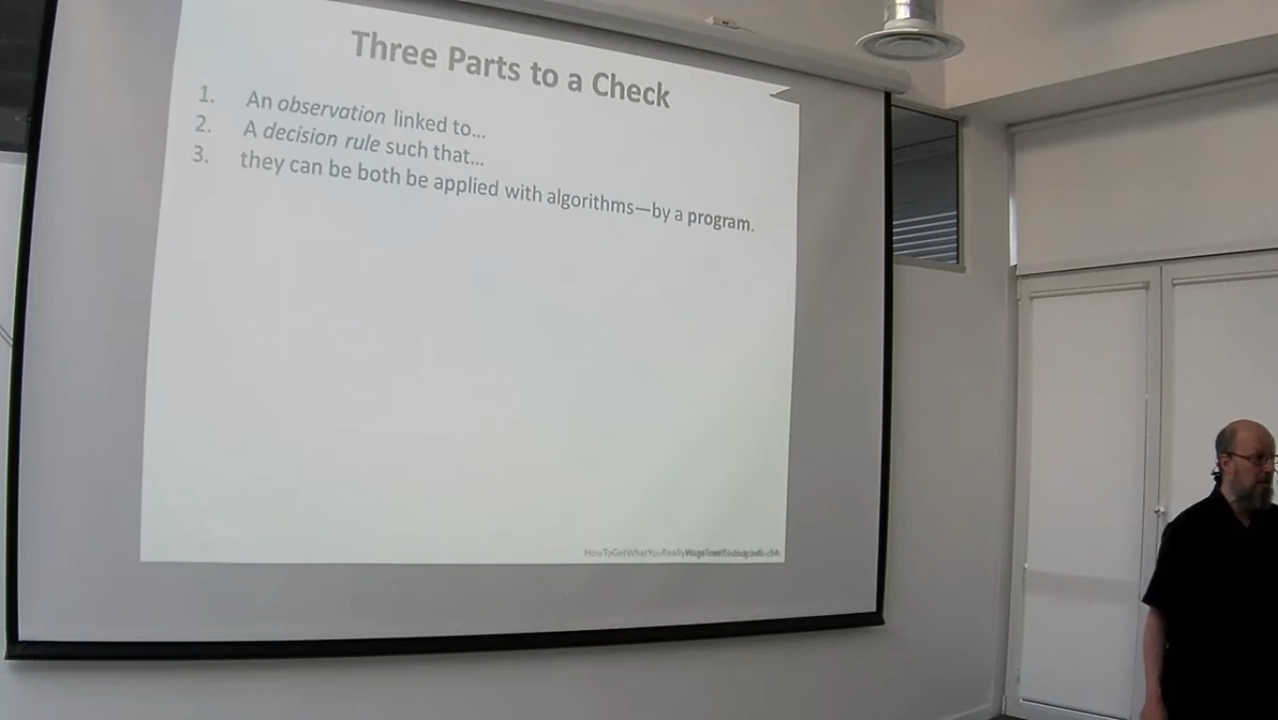 Three Parts to a Check
1. An observation linked to...
2. A decision rule such that...
3. they can be both be applied with algorithms—by a program.
HowToGetWhatYouReally